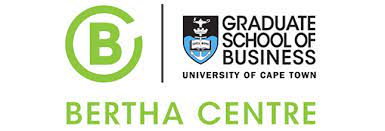 B
GRADUATE
SCHOOL OF
BUSINESS
UNIVERSITY OF CAPE TOWN
BERTHA CENTRE